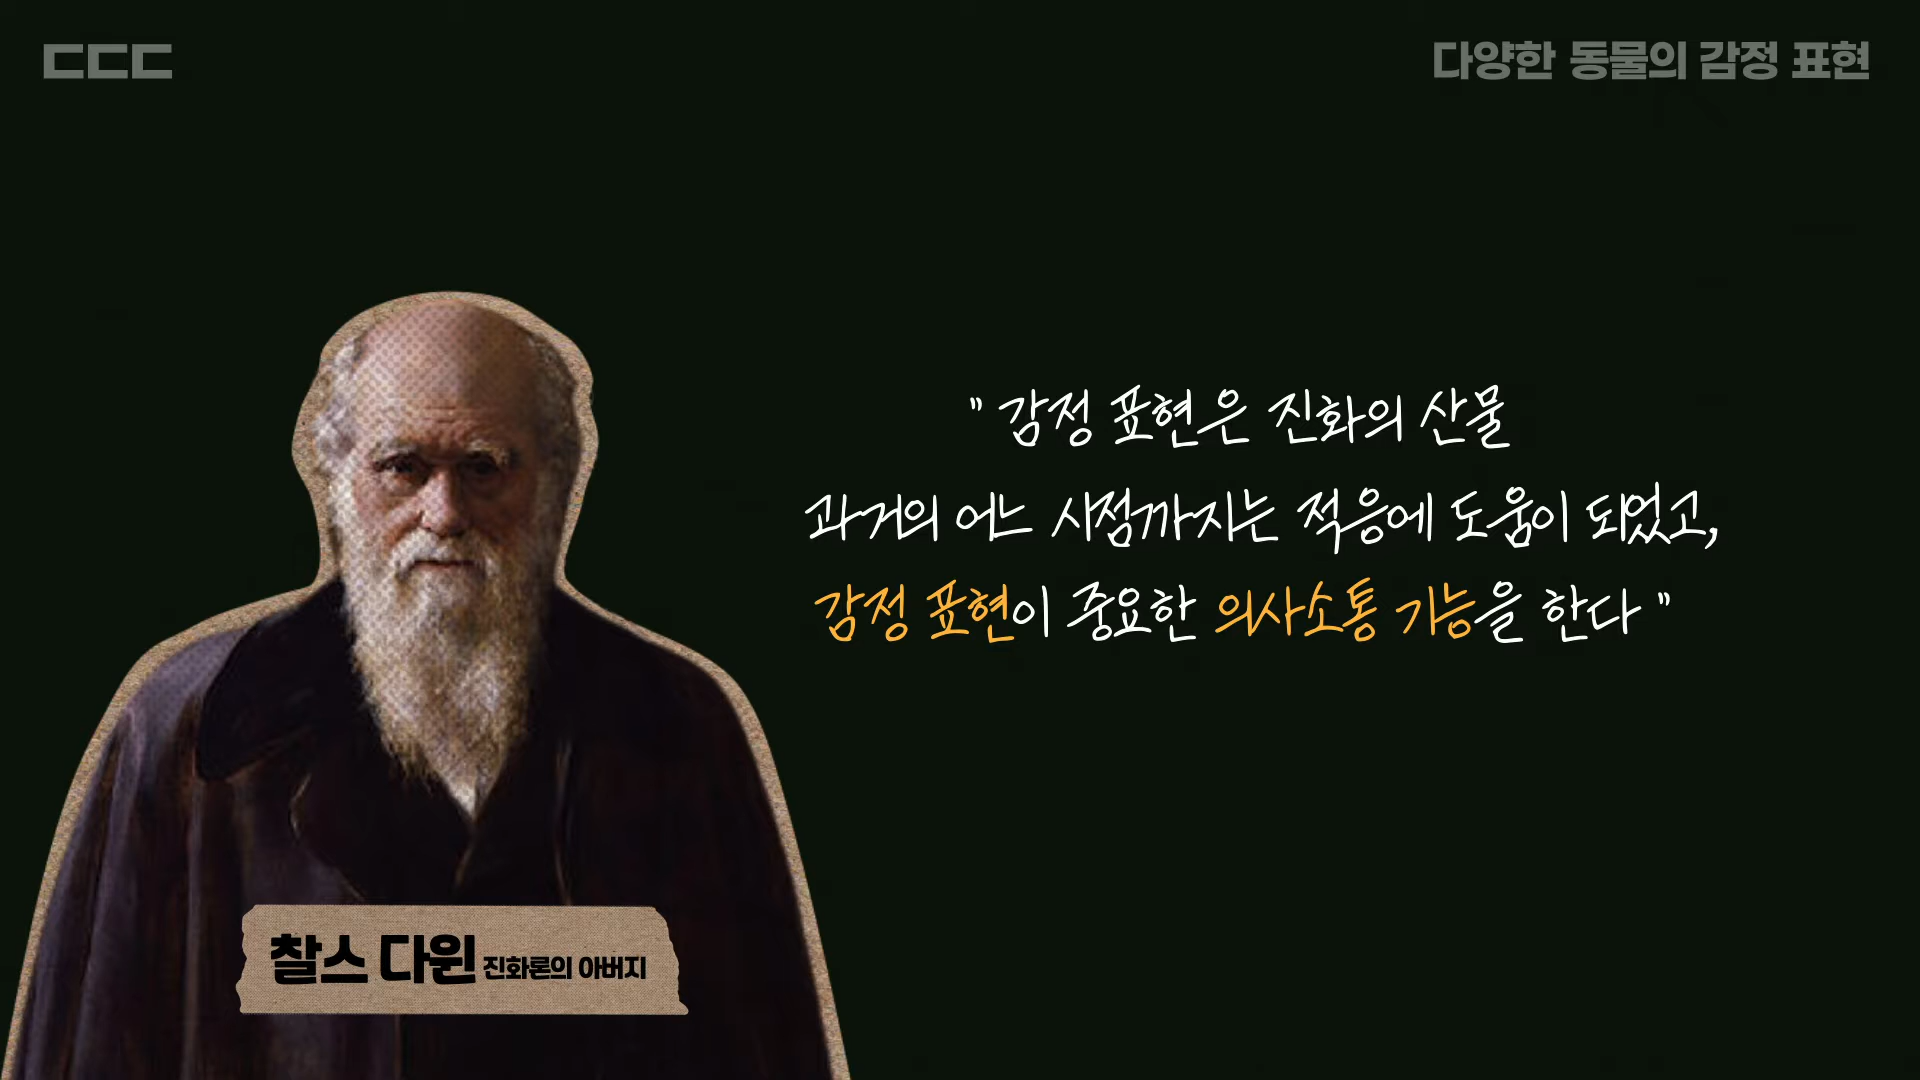 ㄷㄷㄷ
다양한 동물의 감정 표현
" 감정 표현은 진화의 산물
과거의 어느 시점까지는 적응에 도움이 되었고,
감정 표현이 중요한 의사소통 기능을 한다 "
찰스 다윈 진화론의 아버지